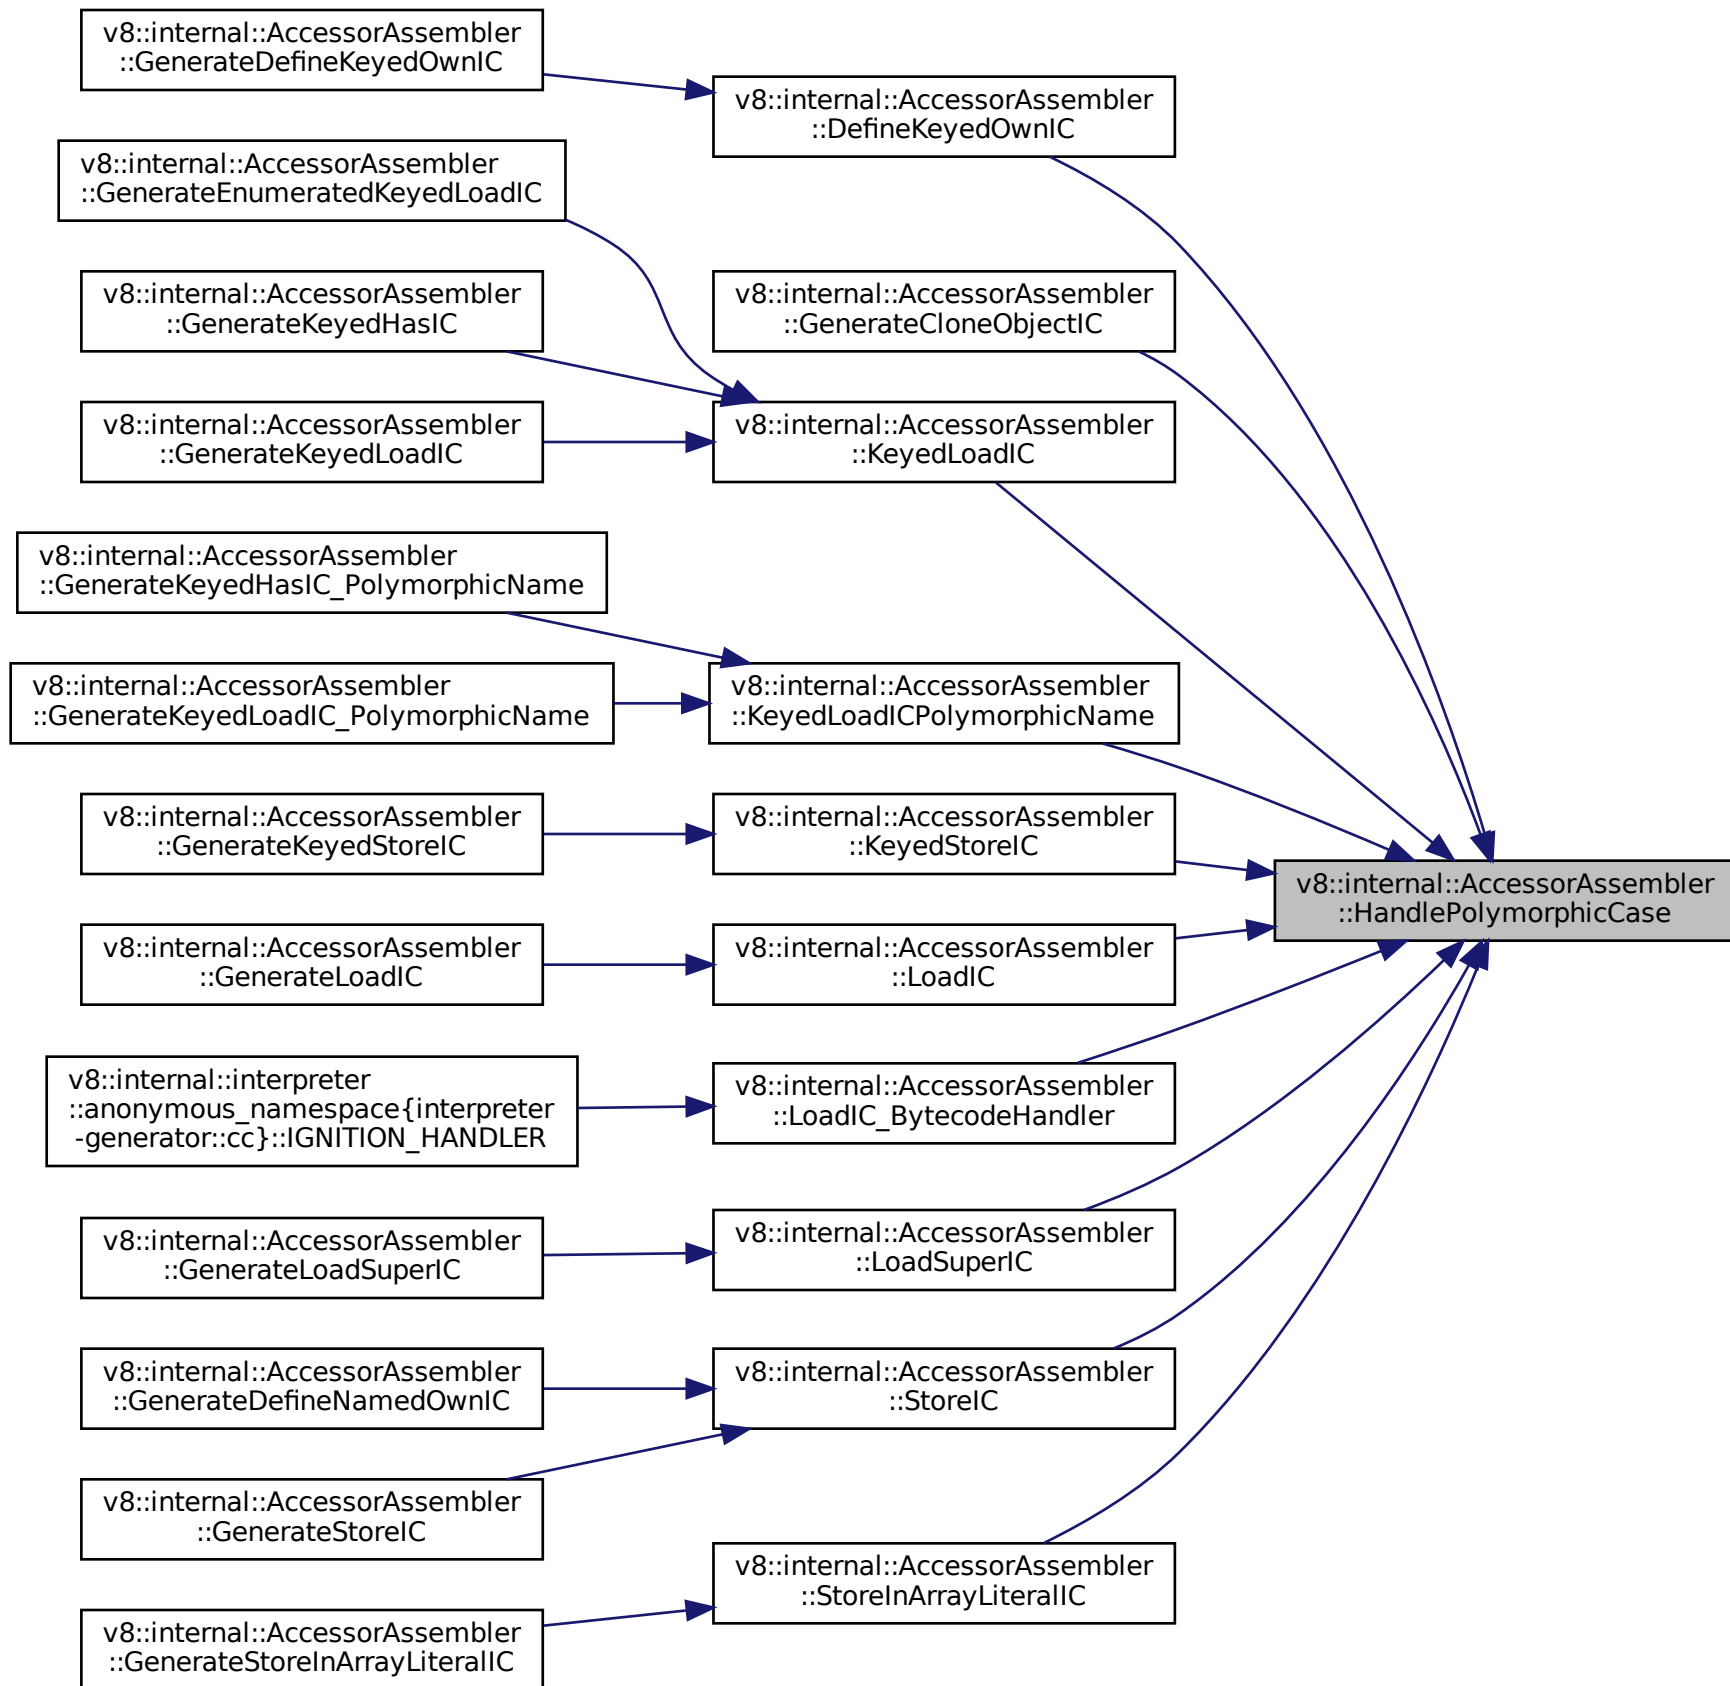 v8::internal::AccessorAssembler
::GenerateDefineKeyedOwnIC
v8::internal::AccessorAssembler
::GenerateEnumeratedKeyedLoadIC
v8::internal::AccessorAssembler
::GenerateKeyedHasIC
v8::internal::AccessorAssembler
::GenerateKeyedLoadIC
v8::internal::AccessorAssembler
::GenerateKeyedHasIC_PolymorphicName
v8::internal::AccessorAssembler
::GenerateKeyedLoadIC_PolymorphicName
v8::internal::AccessorAssembler
::GenerateKeyedStoreIC
v8::internal::AccessorAssembler
::GenerateLoadIC
v8::internal::interpreter
::anonymous_namespace{interpreter
-generator::cc}::IGNITION_HANDLER
v8::internal::AccessorAssembler
::GenerateLoadSuperIC
v8::internal::AccessorAssembler
::GenerateDefineNamedOwnIC
v8::internal::AccessorAssembler
::GenerateStoreIC
v8::internal::AccessorAssembler
::GenerateStoreInArrayLiteralIC
v8::internal::AccessorAssembler
::DefineKeyedOwnIC
v8::internal::AccessorAssembler
::GenerateCloneObjectIC
v8::internal::AccessorAssembler
::KeyedLoadIC
v8::internal::AccessorAssembler
::KeyedLoadICPolymorphicName
v8::internal::AccessorAssembler
::KeyedStoreIC
v8::internal::AccessorAssembler
::LoadIC
v8::internal::AccessorAssembler
::LoadIC_BytecodeHandler
v8::internal::AccessorAssembler
::LoadSuperIC
v8::internal::AccessorAssembler
::StoreIC
v8::internal::AccessorAssembler
::StoreInArrayLiteralIC
v8::internal::AccessorAssembler
::HandlePolymorphicCase